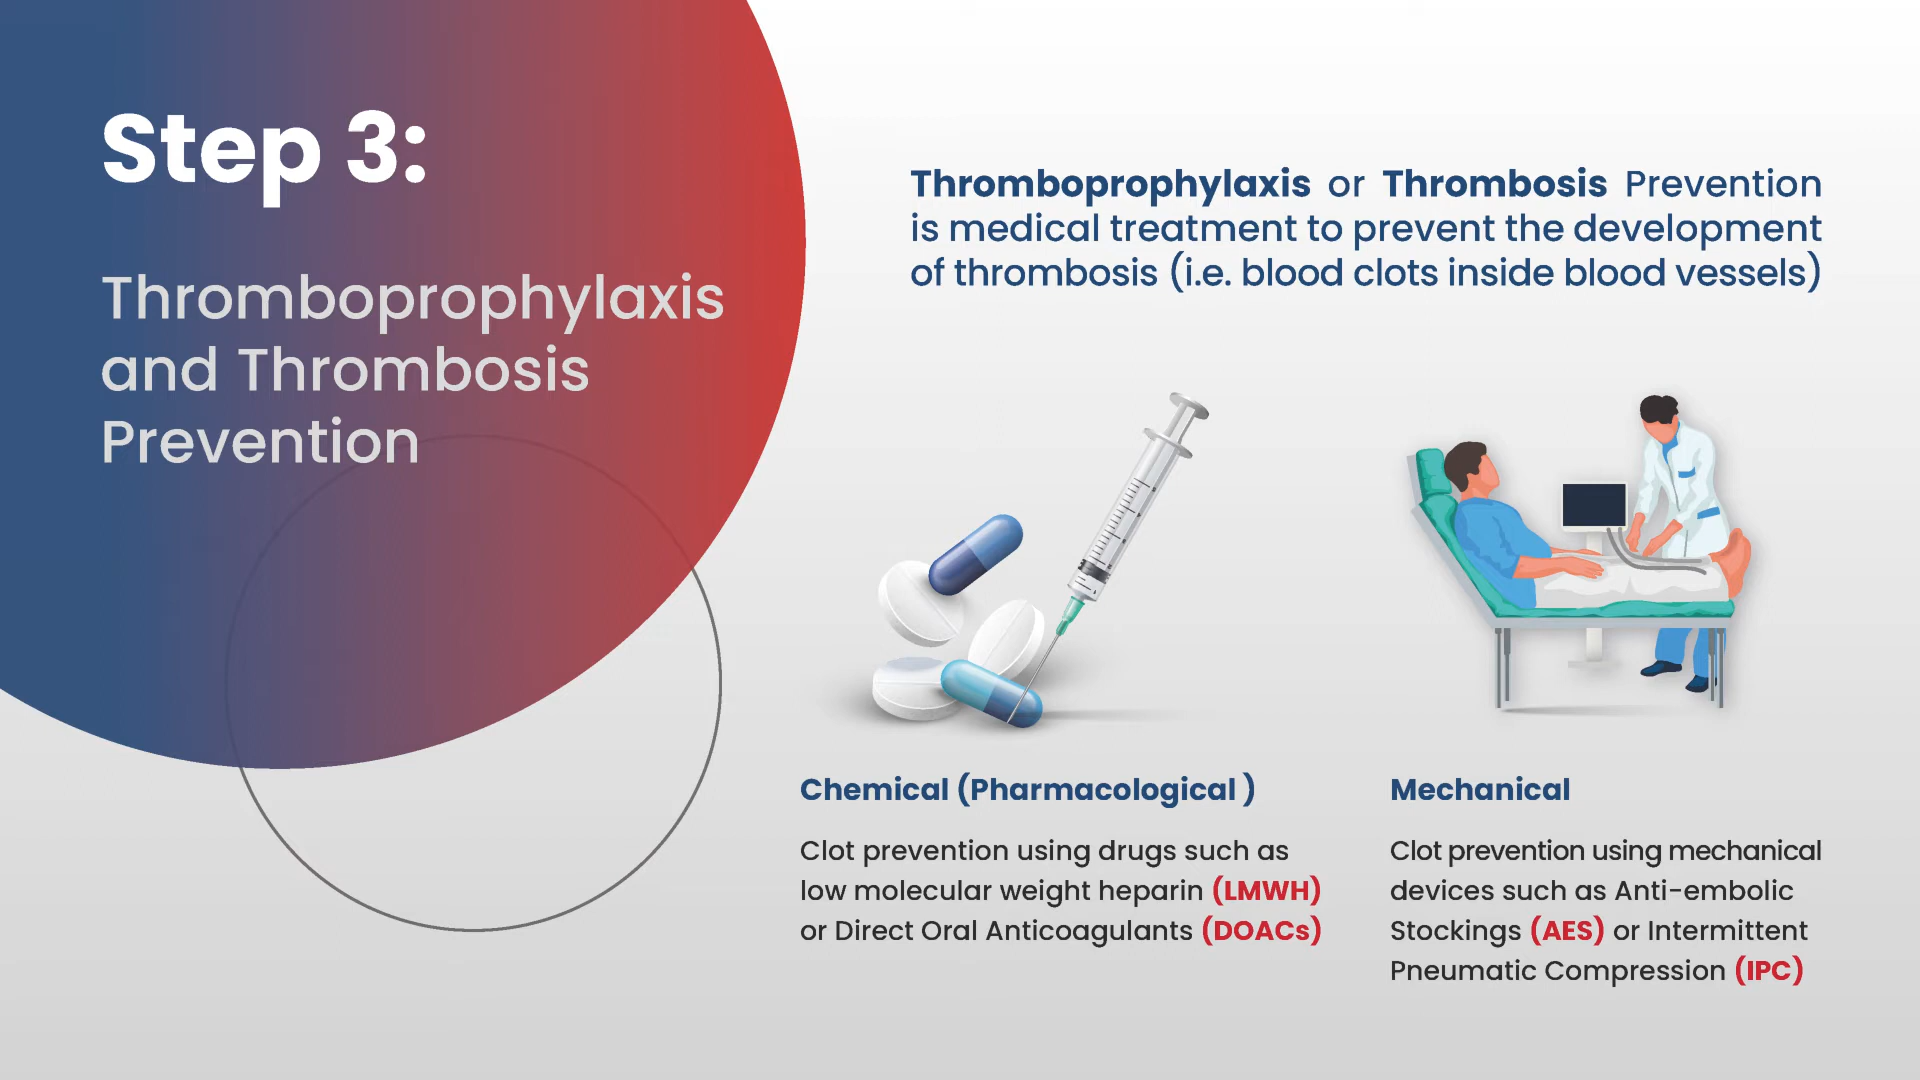 Step 3:
Thromboprophylaxis
and Thrombosis
Prevention
Thromboprophylaxis or Thrombosis Prevention
is medical treatment to prevent the development
of thrombosis (i.e. blood clots inside blood vessels)
Chemical (Pharmacological )
Clot prevention using drugs such as
low molecular weight heparin (LMWH)
or Direct Oral Anticoagulants (DOACs)
Mechanical
Clot prevention using mechanical
devices such as Anti-embolic
Stockings (AES) or Intermittent
Pneumatic Compression (IPC)